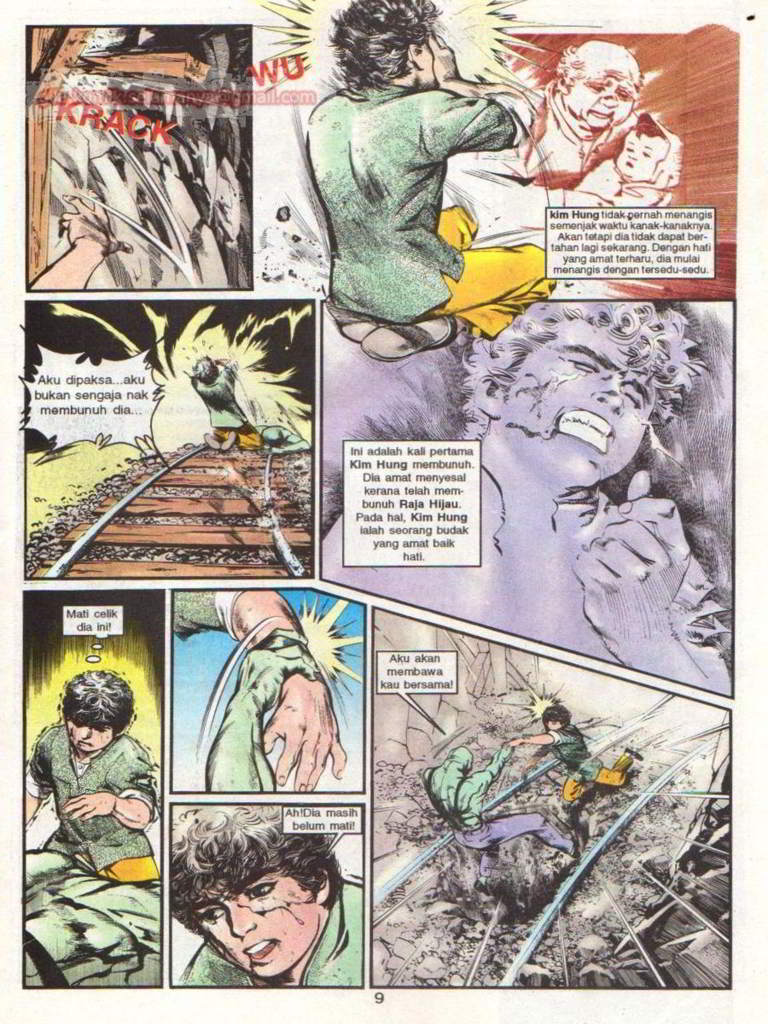 WU
KRACK
kim Hung tidak pernah menangis
semenjak waktu kanak-kanaknya.
Akan tetapi dia tidak dapat ber-
tahan lagi sekarang. Dengan hati
yang amat terharu, dia mulai
menangis dengan tersedu-sedu.
Aku dipaksa...aku
bukan sengaja nak
membunuh dia...
Ini adalah kali pertama
Kim Hung membunuh.
Dia amat menyesal
kerana telah mem-
bunuh Raja Hijau.
Pada hal, Kim Hung
ialah seorang budak
yang amat baik
hati.
Mati celik
dia ini!
Ah!Dia masih
belum mati!
Aku akan
membawa
kau bersama!
9